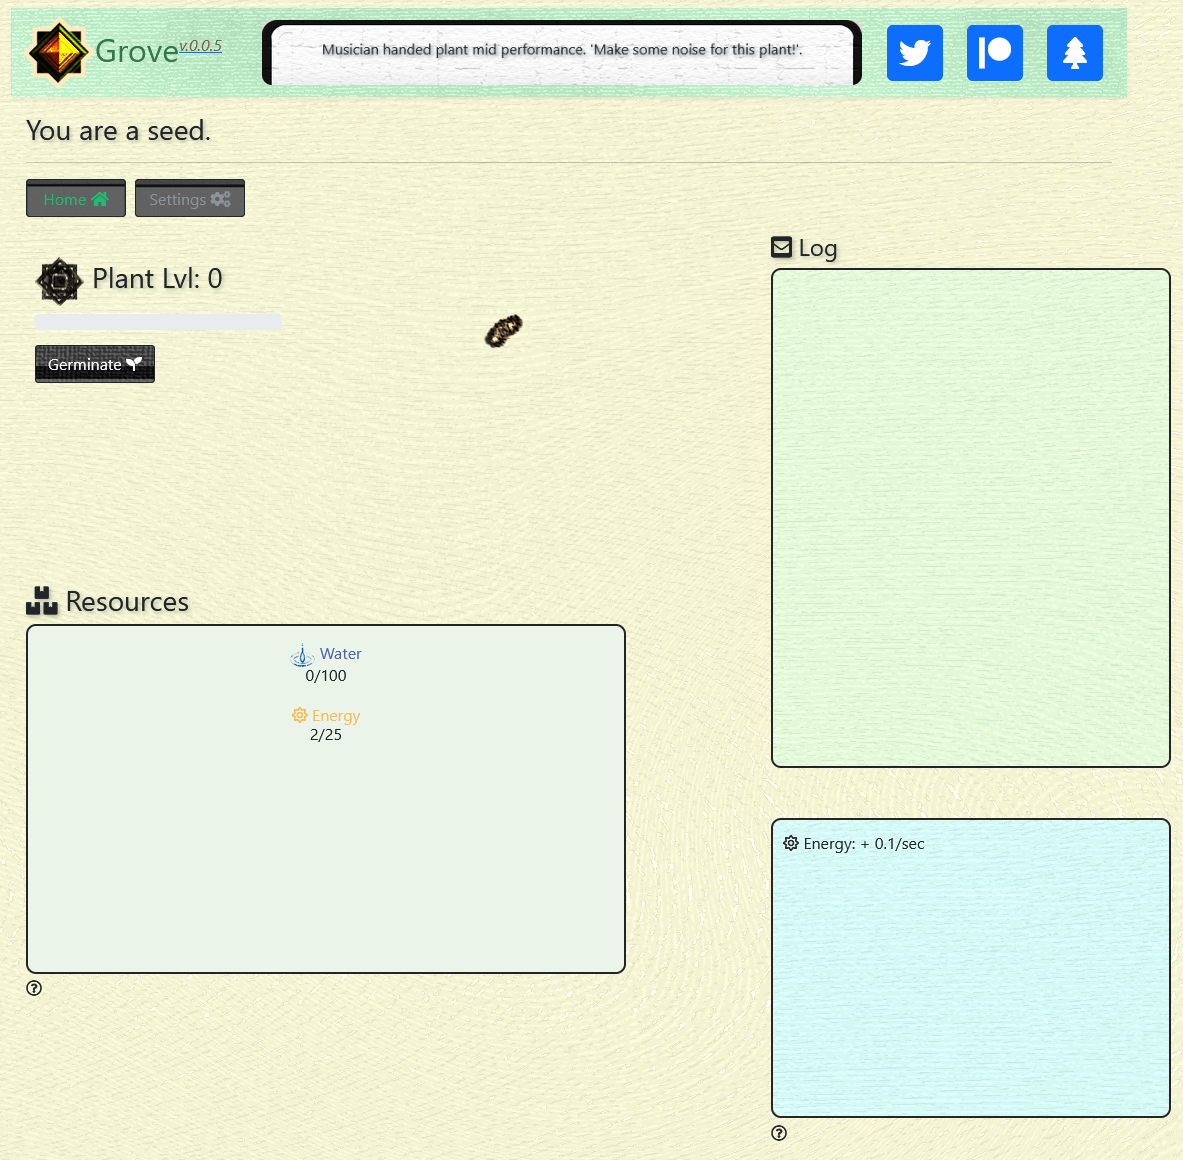 Grove v.0.0.5
Musician handed plant mid performance. 'Make some noise for this plant!'.
You are a seed.
Home
Settings
Plant Lvl: 0
Germinate
Log
Resources
Water
0/100
Energy
2/25
Energy: + 0.1/sec